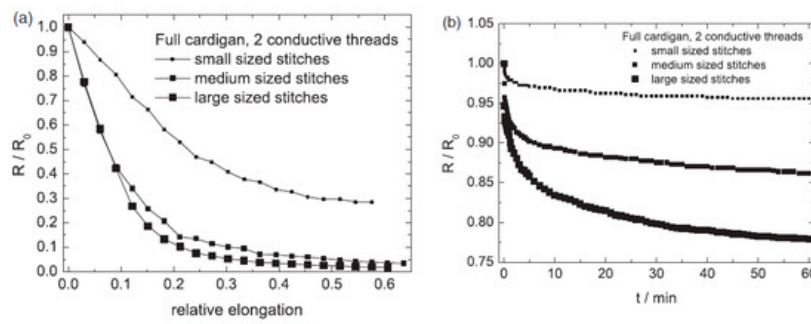 (a)
Full cardigan, 2 conductive threads
small sized stitches
medium sized stitches
large sized stitches
1.0
0.9
0.8
0.7
0.6
0.5
0.4
0.3
0.2
0.1
0.0
R / R0
0.0 0.1 0.2 0.3 0.4 0.5 0.6
relative elongation
(b)
Full cardigan, 2 conductive threads
small sized stitches
medium sized stitches
large sized stitches
1.05
1.00
0.95
0.90
0.85
0.80
0.75
R / R0
0 10 20 30 40 50
t / min